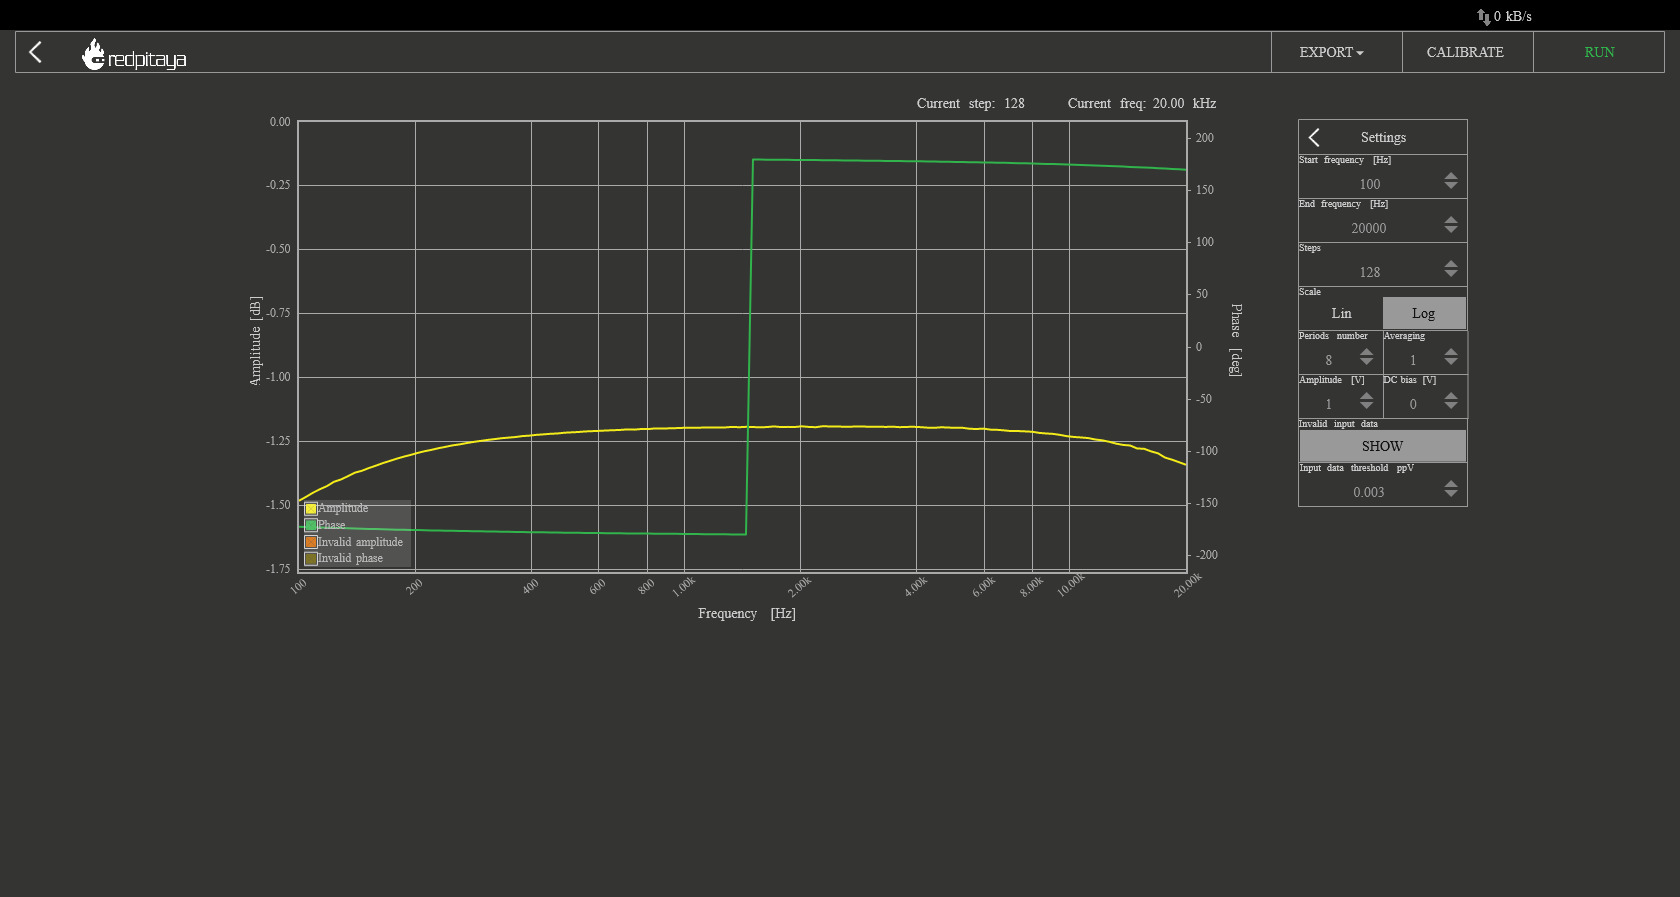 0 kB/s
redpitaya
EXPORT
CALIBRATE
RUN
Current step: 128
Current freq: 20.00 kHz
0.00
-0.25
-0.50
-0.75
-1.00
-1.25
-1.50
-1.75
Amplitude [dB]
200
150
100
50
0
-50
-100
-150
-200
Phase [deg]
Amplitude
Phase
Invalid amplitude
Invalid phase
100
200
400
600
800
1.00k
2.00k
4.00k
6.00k
8.00k
10.00k
20.00k
Frequency [Hz]
Settings
Start frequency [Hz]
100
End frequency [Hz]
20000
Steps
128
Scale
Lin Log
Periods number Averaging
8 1
Amplitude [V] DC bias [V]
1 0
Invalid input data
SHOW
Input data threshold ppV
0.003